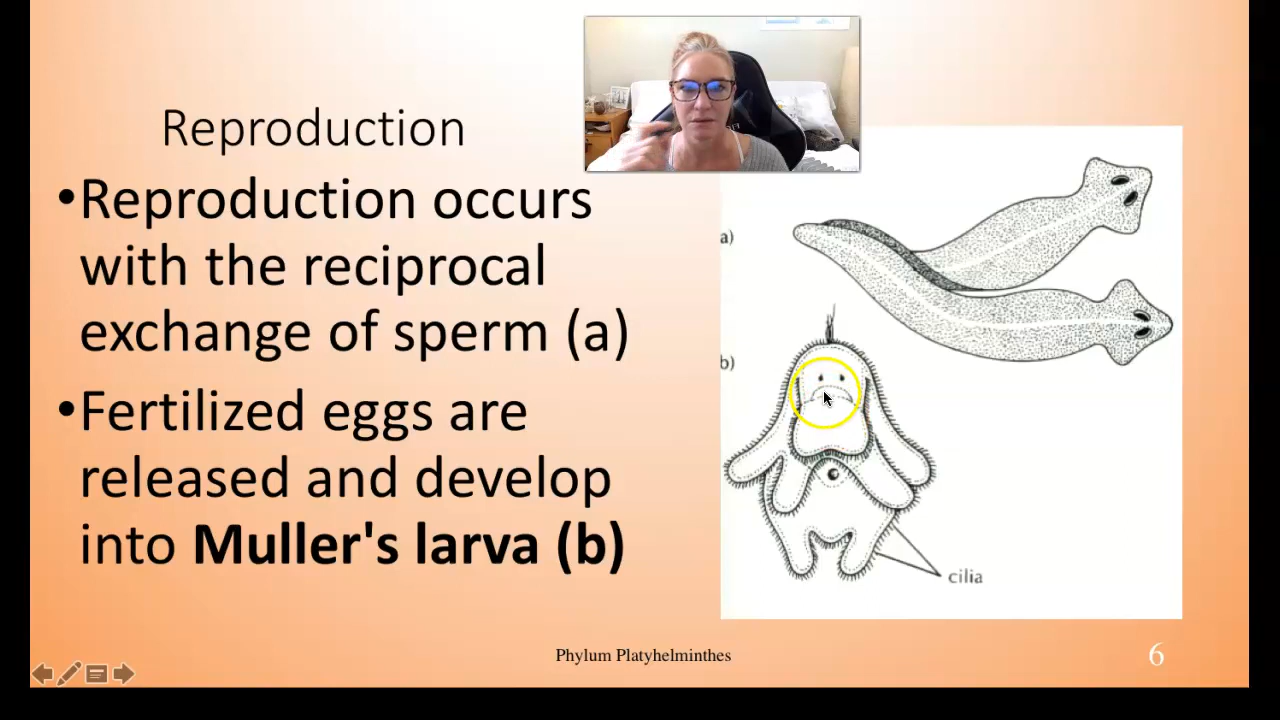 Reproduction
•Reproduction occurs
with the reciprocal
exchange of sperm (a)
•Fertilized eggs are
released and develop
into Muller's larva (b)
a)
b)
cilia
Phylum Platyhelminthes
6